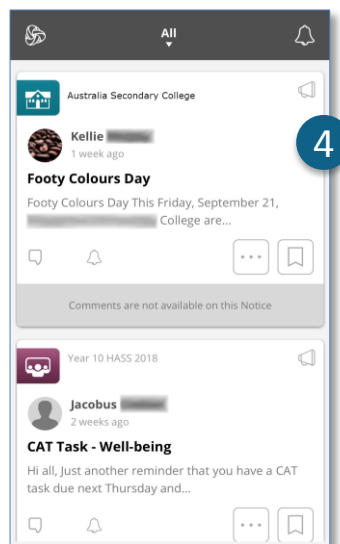 All
Australia Secondary College
Kellie
1 week ago
4
Footy Colours Day
Footy Colours Day This Friday, September 21,
College are...
Comments are not available on this Notice
Year 10 HASS 2018
Jacobus
2 weeks ago
CAT Task - Well-being
Hi all, Just another reminder that you have a CAT
task due next Thursday and...